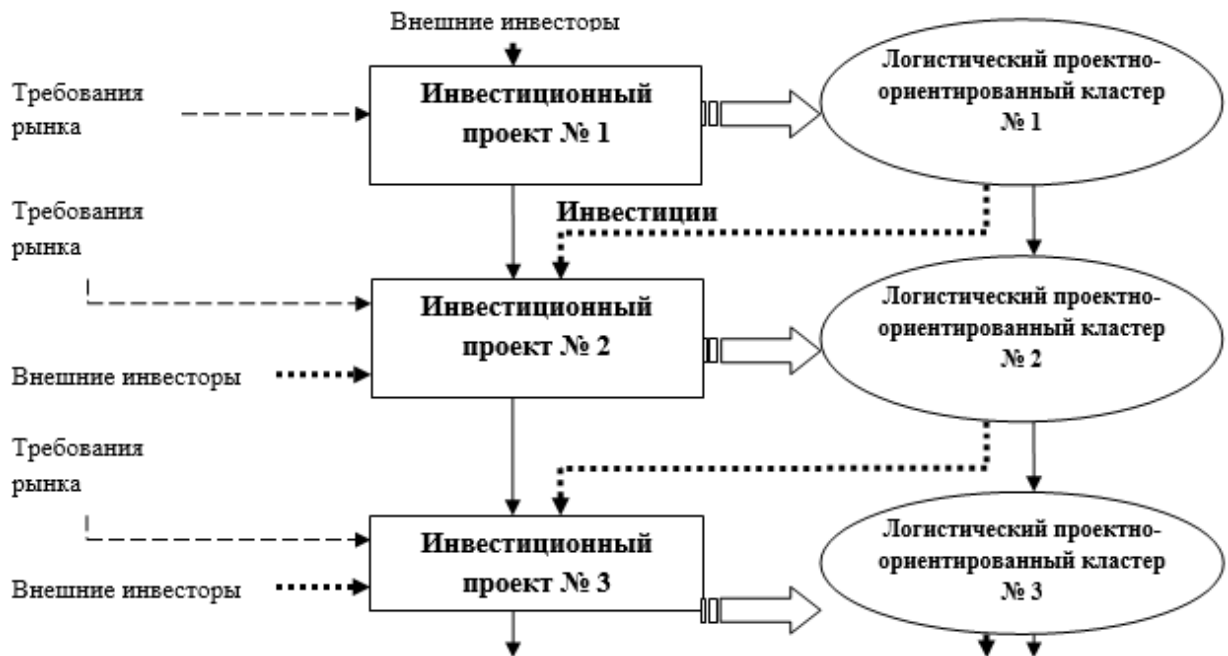 Внешние инвесторы
Требования
рынка
Инвестиционный
проект № 1
Логистический проектно-
ориентированный кластер
№ 1
Требования
рынка
Инвестиции
Инвестиционный
проект № 2
Логистический проектно-
ориентированный кластер
№ 2
Внешние инвесторы
Требования
рынка
Инвестиционный
проект № 3
Логистический проектно-
ориентированный кластер
№ 3
Внешние инвесторы